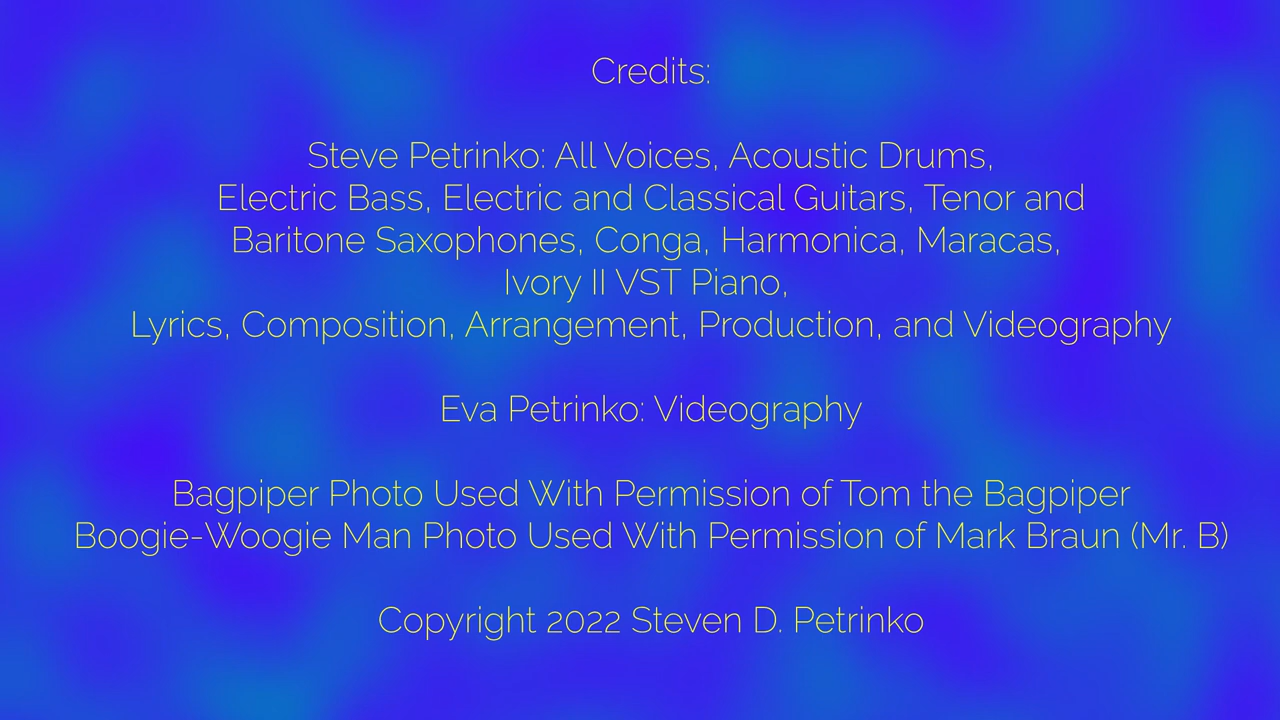 Credits:
Steve Petrinko: All Voices, Acoustic Drums,
Electric Bass, Electric and Classical Guitars, Tenor and
Baritone Saxophones, Conga, Harmonica, Maracas,
Ivory II VST Piano,
Lyrics, Composition, Arrangement, Production, and Videography
Eva Petrinko: Videography
Bagpiper Photo Used With Permission of Tom the Bagpiper
Boogie-Woogie Man Photo Used With Permission of Mark Braun (Mr. B)
Copyright 2022 Steven D. Petrinko